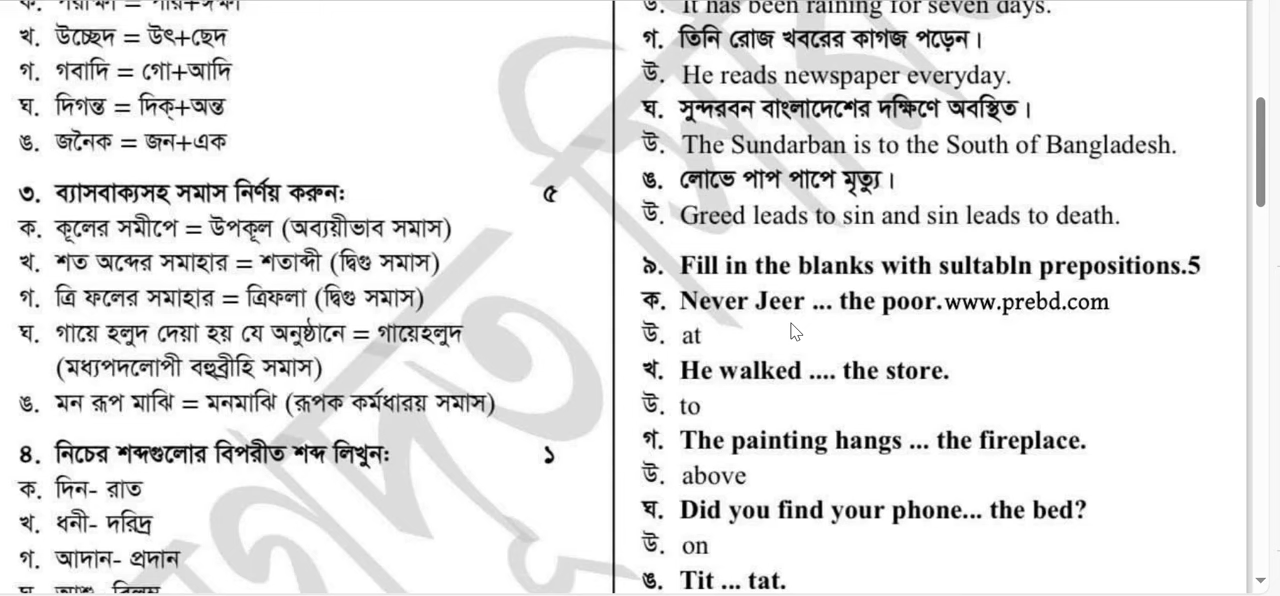 খ. উচ্ছেদ = উৎ+ছেদ
গ. গবাদি = গো+আদি
ঘ. দিগন্ত = দিক্+অন্ত
ঙ. জনৈক = জন+এক
৩. ব্যাসবাক্যসহ সমাস নির্ণয় করুন: ৫
ক. কূলের সমীপে = উপকূল (অব্যয়ীভাব সমাস)
খ. শত অব্দের সমাহার = শতাব্দী (দ্বিগু সমাস)
গ. ত্রি ফলের সমাহার = ত্রিফলা (দ্বিগু সমাস)
ঘ. গায়ে হলুদ দেয়া হয় যে অনুষ্ঠানে = গায়েহলুদ
(মধ্যপদলোপী বহুব্রীহি সমাস)
ঙ. মন রূপ মাঝি = মনমাঝি (রূপক কর্মধারয় সমাস)
৪. নিচের শব্দগুলোর বিপরীত শব্দ লিখুন: ১
ক. দিন- রাত
খ. ধনী- দরিদ্র
গ. আদান- প্রদান
উ. It has been raining for seven days.
গ. তিনি রোজ খবরের কাগজ পড়েন।
উ. He reads newspaper everyday.
ঘ. সুন্দরবন বাংলাদেশের দক্ষিণে অবস্থিত।
উ. The Sundarban is to the South of Bangladesh.
ঙ. লোভে পাপ পাপে মৃত্যু।
উ. Greed leads to sin and sin leads to death.
৯. Fill in the blanks with sultabln prepositions.5
ক. Never Jeer ... the poor.www.prebd.com
উ. at
খ. He walked .... the store.
উ. to
গ. The painting hangs ... the fireplace.
উ. above
ঘ. Did you find your phone... the bed?
উ. on
ঙ. Tit ... tat.